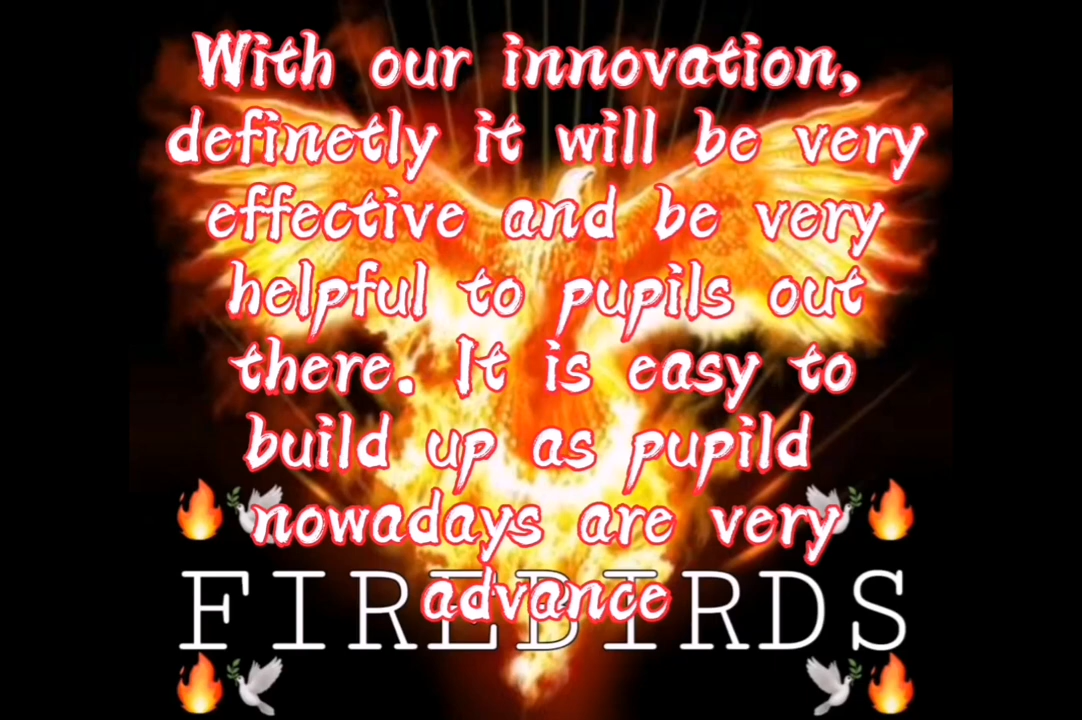 With our innovation,
definetly it will be very
effective and be very
helpful to pupils out
there. It is easy to
build up as pupild
nowadays are very
advance
FIREBIRDS